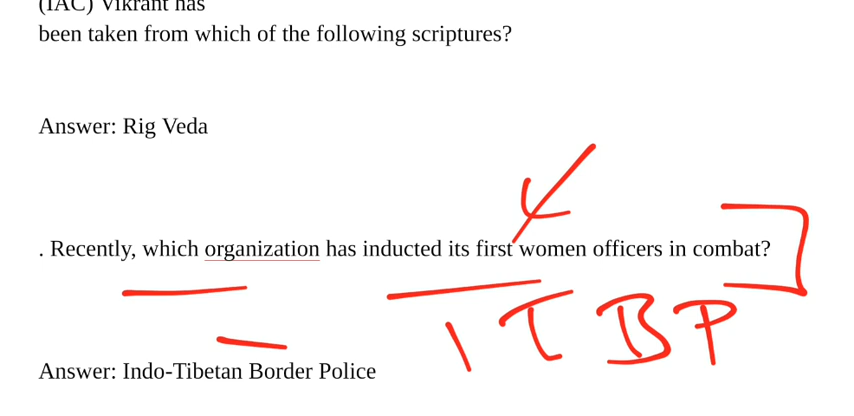 (IAC) Vikrant has
been taken from which of the following scriptures?
Answer: Rig Veda
. Recently, which organization has inducted its first women officers in combat?
ITBP
Answer: Indo-Tibetan Border Police